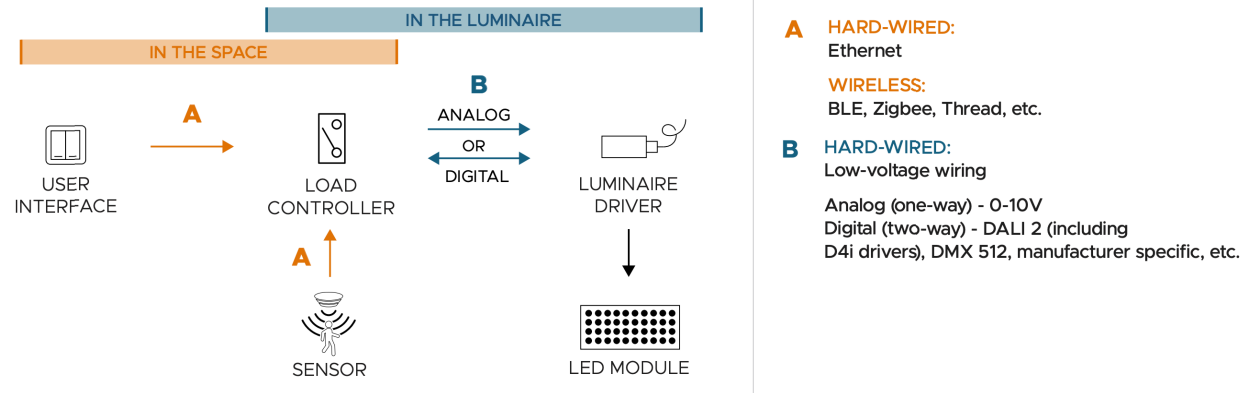 IN THE LUMINAIRE
IN THE SPACE
A
B
ANALOG
OR
DIGITAL
USER
INTERFACE
LOAD
CONTROLLER
LUMINAIRE
DRIVER
A
SENSOR
LED MODULE
A HARD-WIRED:
Ethernet
WIRELESS:
BLE, Zigbee, Thread, etc.
B HARD-WIRED:
Low-voltage wiring
Analog (one-way) - 0-10V
Digital (two-way) - DALI 2 (including
D4i drivers), DMX 512, manufacturer specific, etc.